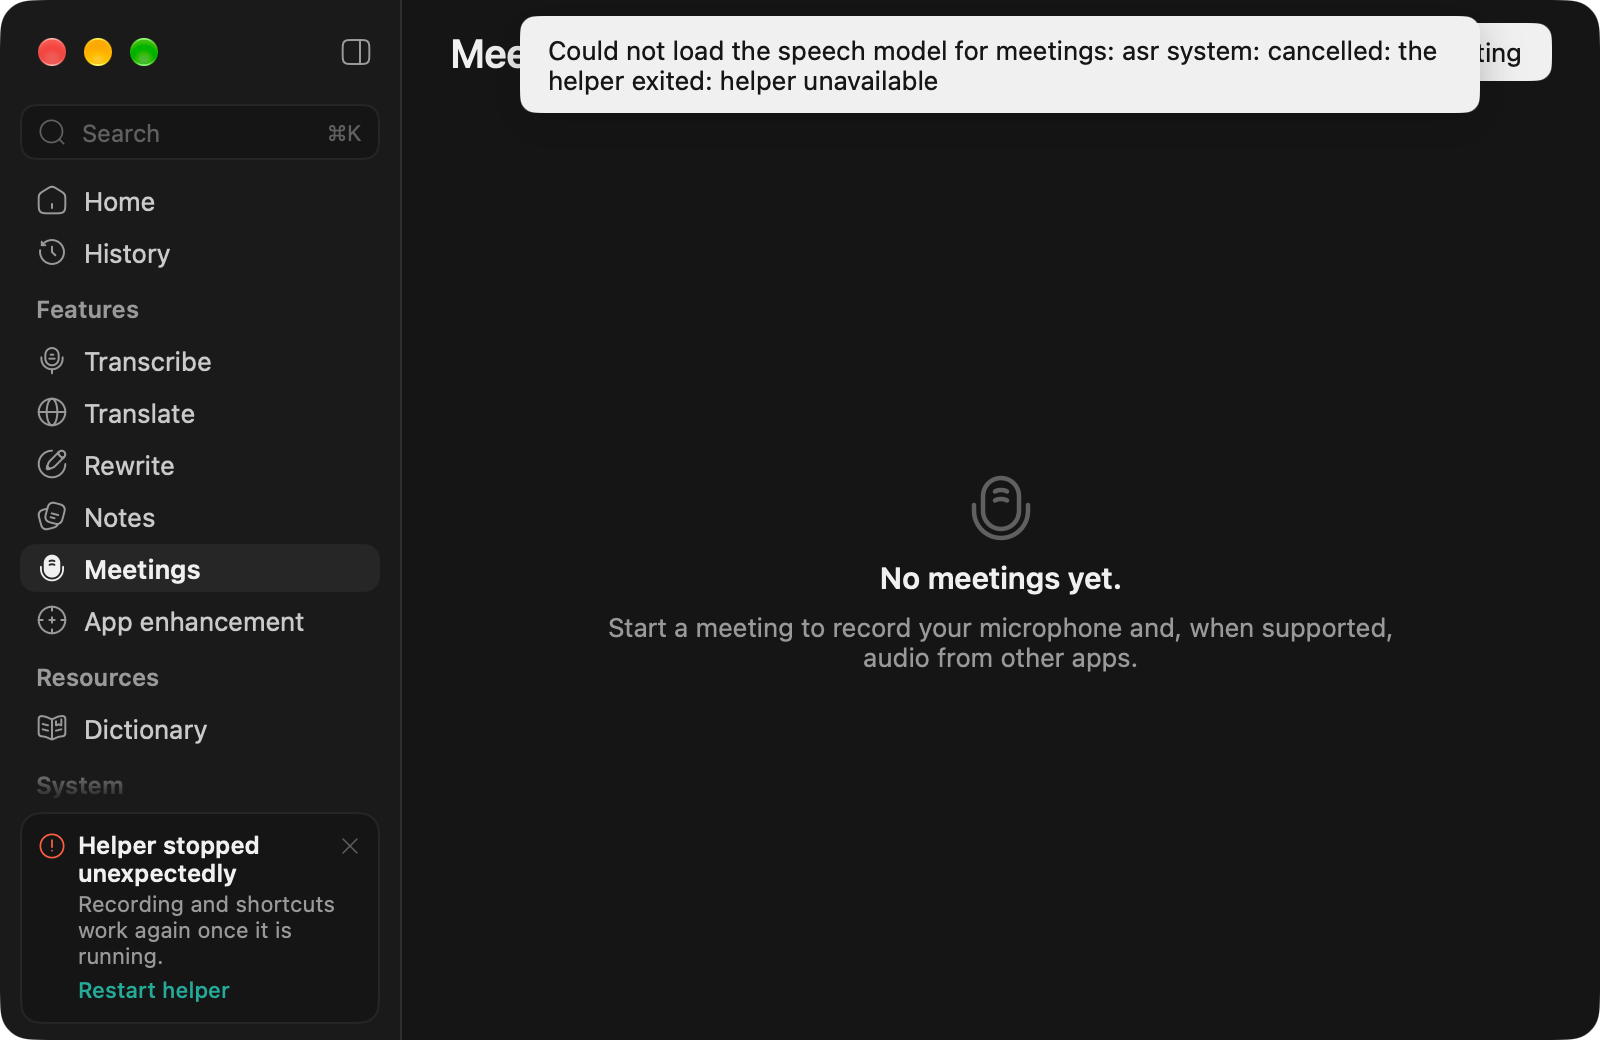 Search ⌘K
Home
History
Features
Transcribe
Translate
Rewrite
Notes
Meetings
App enhancement
Resources
Dictionary
System
Helper stopped
unexpectedly
Recording and shortcuts
work again once it is
running.
Restart helper
Could not load the speech model for meetings: asr system: cancelled: the
helper exited: helper unavailable
No meetings yet.
Start a meeting to record your microphone and, when supported,
audio from other apps.